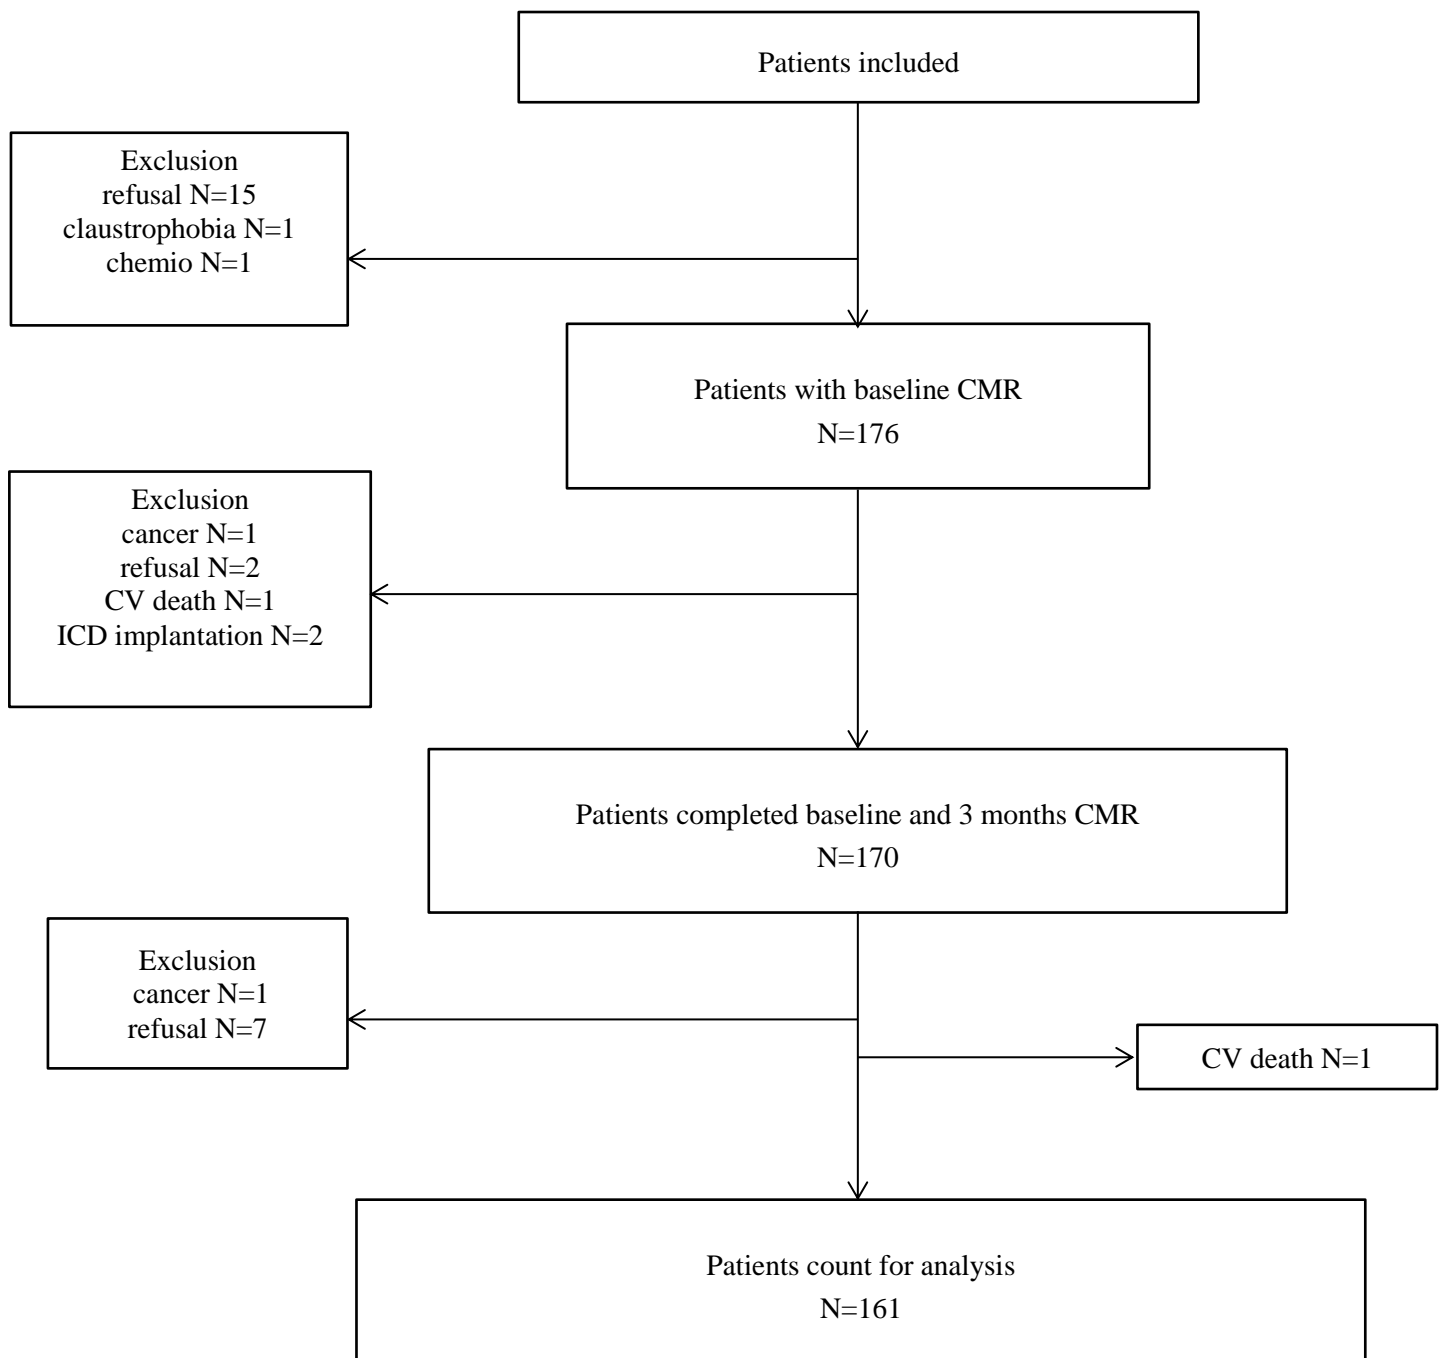 Patients included
Exclusion
refusal N=15
claustrophobia N=1
chemio N=1
Patients with baseline CMR
N=176
Exclusion
cancer N=1
refusal N=2
CV death N=1
ICD implantation N=2
Patients completed baseline and 3 months CMR
N=170
Exclusion
cancer N=1
refusal N=7
CV death N=1
Patients count for analysis
N=161